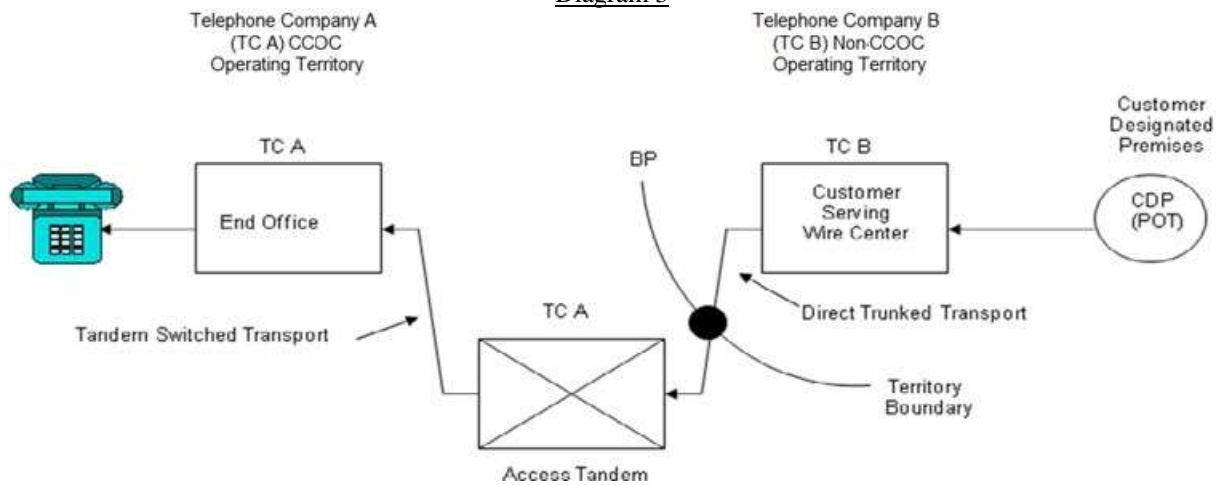 Diagram 3
Telephone Company A
(TC A) CCOC
Operating Territory
Telephone Company B
(TC B) Non-CCOC
Operating Territory
Customer
Designated
Premises
TC A
BP
TC B
End Office
Customer
Serving
Wire Center
CDP
(POT)
TC A
Direct Trunked Transport
Tandem Switched Transport
Territory
Boundary
Access Tandem